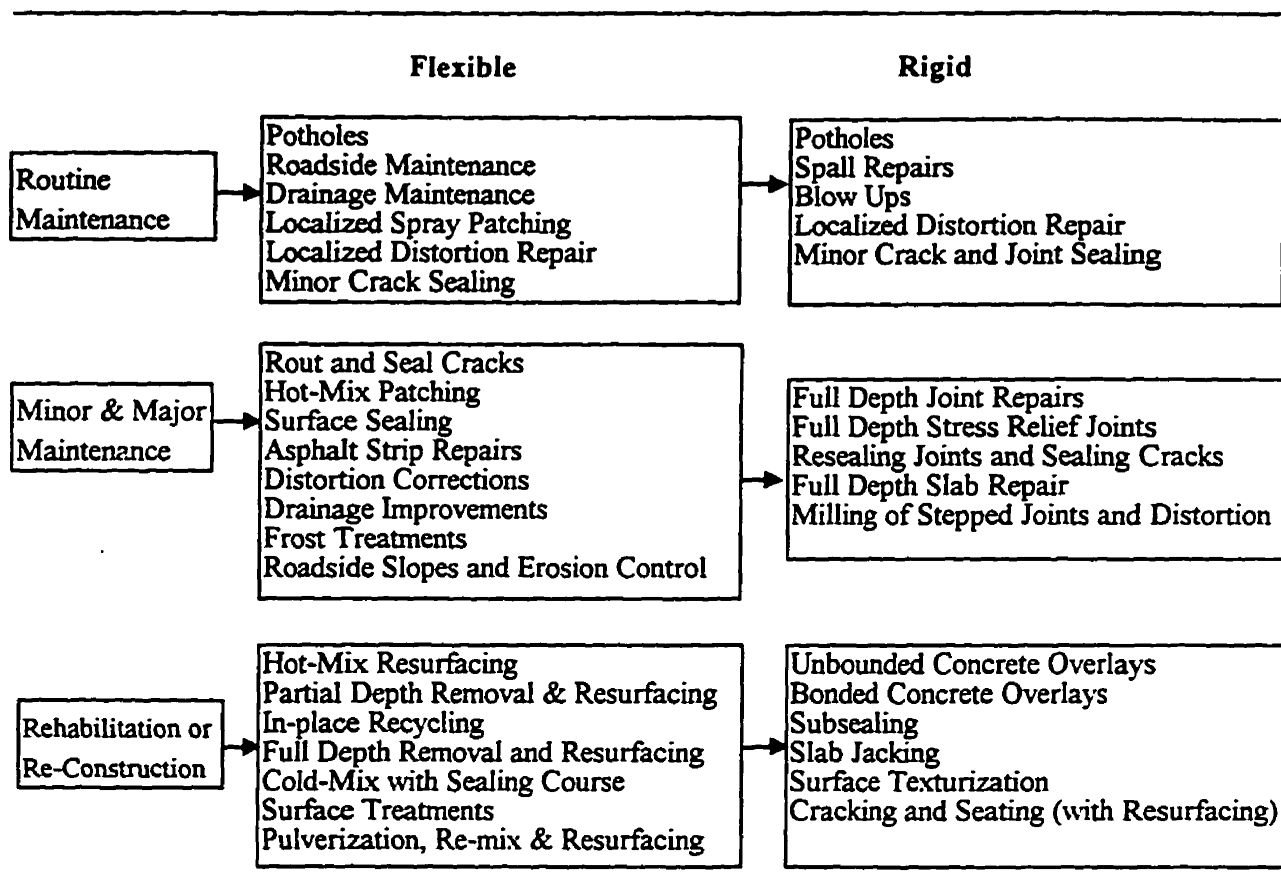 Flexible
Rigid
Routine
Maintenance
Potholes
Roadside Maintenance
Drainage Maintenance
Localized Spray Patching
Localized Distortion Repair
Minor Crack Sealing
Potholes
Spall Repairs
Blow Ups
Localized Distortion Repair
Minor Crack and Joint Sealing
Minor & Major
Maintenance
Rout and Seal Cracks
Hot-Mix Patching
Surface Sealing
Asphalt Strip Repairs
Distortion Corrections
Drainage Improvements
Frost Treatments
Roadside Slopes and Erosion Control
Full Depth Joint Repairs
Full Depth Stress Relief Joints
Resealing Joints and Sealing Cracks
Full Depth Slab Repair
Milling of Stepped Joints and Distortion
Rehabilitation or
Re-Construction
Hot-Mix Resurfacing
Partial Depth Removal & Resurfacing
In-place Recycling
Full Depth Removal and Resurfacing
Cold-Mix with Sealing Course
Surface Treatments
Pulverization, Re-mix & Resurfacing
Unbounded Concrete Overlays
Bonded Concrete Overlays
Subsealing
Slab Jacking
Surface Texturization
Cracking and Seating (with Resurfacing)